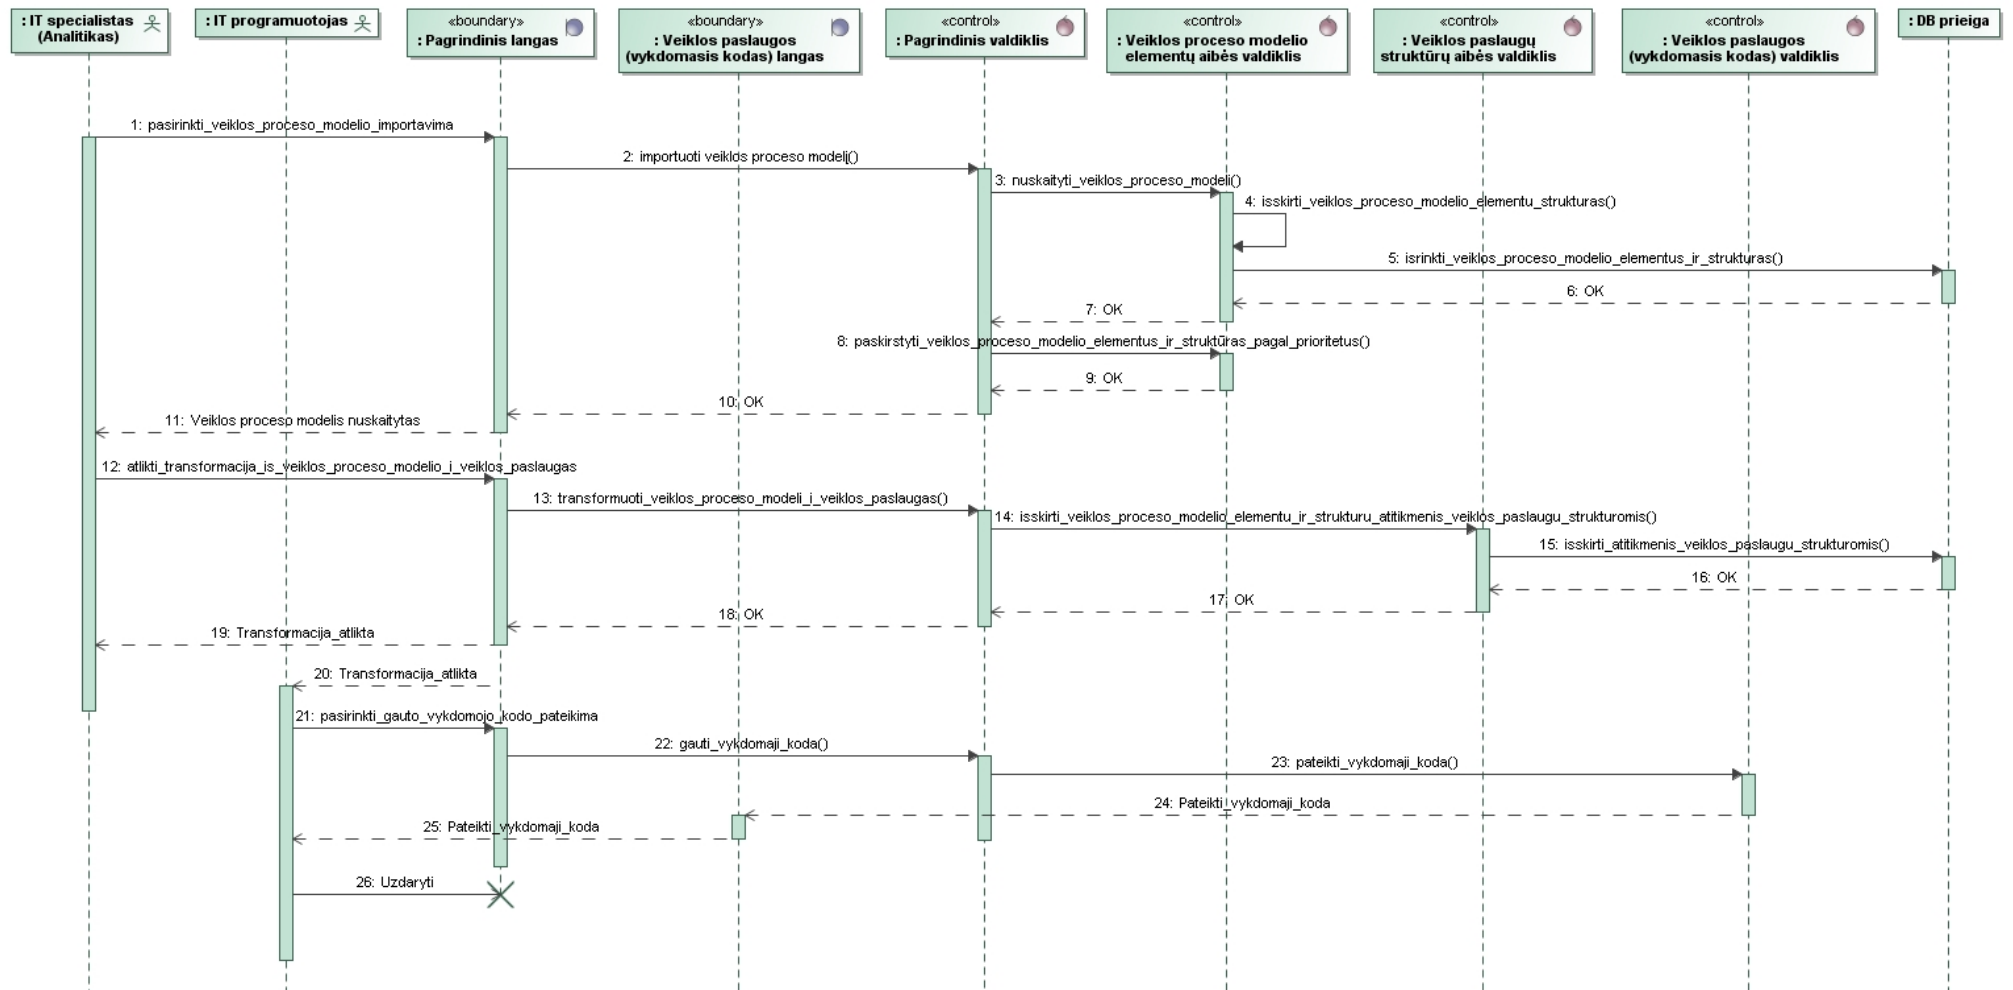 : IT specialistas
(Analitikas)
: IT programuotojas
«boundary»
: Pagrindinis langas
«boundary»
: Veiklos paslaugos
(vykdomasis kodas) langas
«control»
: Pagrindinis valdiklis
«control»
: Veiklos proceso modelio
elementų aibės valdiklis
«control»
: Veiklos paslaugų
struktūrų aibės valdiklis
«control»
: Veiklos paslaugos
(vykdomasis kodas) valdiklis
: DB prieiga
1: pasirinkti_veiklos_proceso_modelio_importavima
2: importuoti veiklos proceso modelį()
3: nuskaityti_veiklos_proceso_modeli()
4: isskirti_veiklos_proceso_modelio_elementu_strukturas()
5: isrinkti_veiklos_proceso_modelio_elementus_ir_strukturas()
6: OK
7: OK
8: paskirstyti_veiklos_proceso_modelio_elementus_ir_struktūras_pagal_prioritetus()
9: OK
10: OK
11: Veiklos proceso modelis nuskaitytas
12: atlikti_transformacija_is_veiklos_proceso_modelio_i_veiklos_paslaugas
13: transformuoti_veiklos_proceso_modeli_i_veiklos_paslaugas()
14: isskirti_veiklos_proceso_modelio_elementu_ir_strukturu_atitikmenis_veiklos_paslaugu_strukturomis()
15: isskirti_atitikmenis_veiklos_paslaugu_strukturomis()
16: OK
17: OK
18: OK
19: Transformacija_atlikta
20: Transformacija_atlikta
21: pasirinkti_gauto_vykdomojo_kodo_pateikima
22: gauti_vykdomaji_koda()
23: pateikti_vykdomaji_koda()
24: Pateikti_vykdomaji_koda
25: Pateikti_vykdomaji_koda
26: Uzdaryti